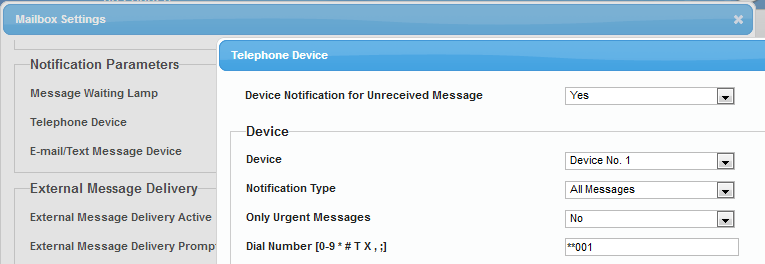 Mailbox Settings
Telephone Device
Notification Parameters
Message Waiting Lamp
Telephone Device
E-mail/Text Message Device
External Message Delivery
External Message Delivery Active
External Message Delivery Promp
Device Notification for Unreceived Message Yes
Device
Device Device No. 1
Notification Type All Messages
Only Urgent Messages No
Dial Number [0-9 * # T X , ;] **001